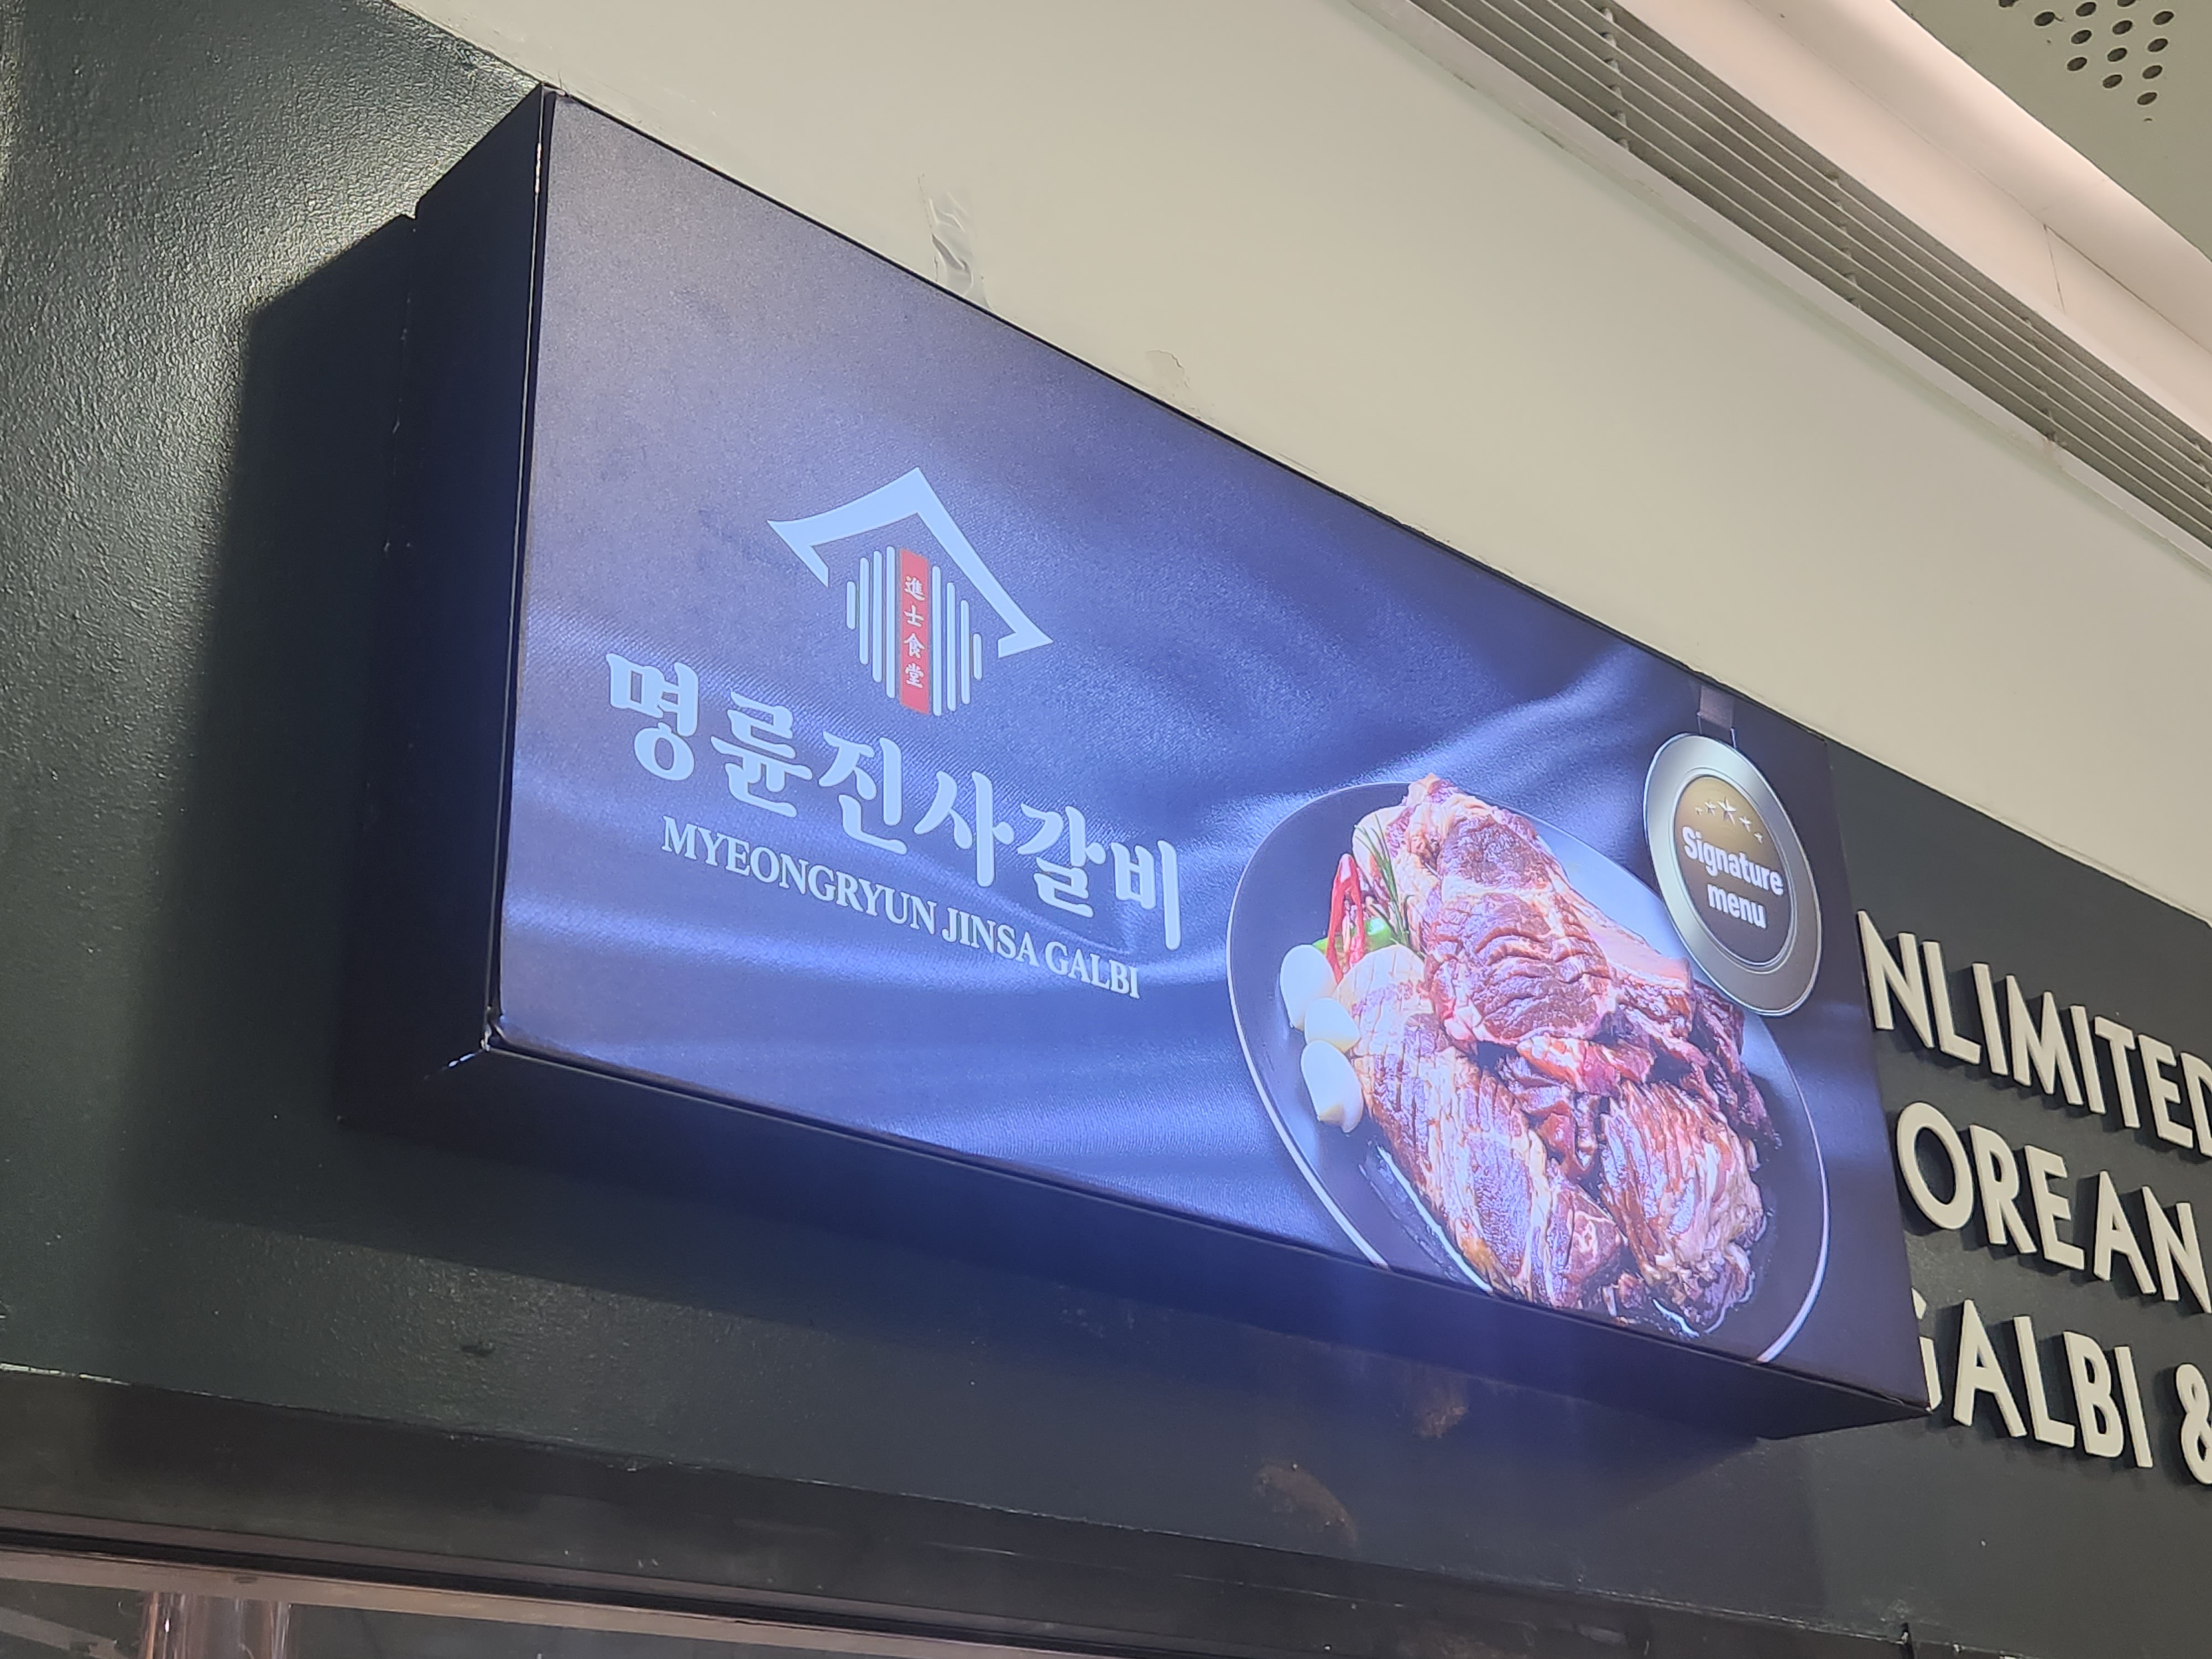 進士食堂
명륜진사갈비
MYEONGRYUN JINSA GALBI
Signature
menu
NLIMITED
OREAN
GALBI &